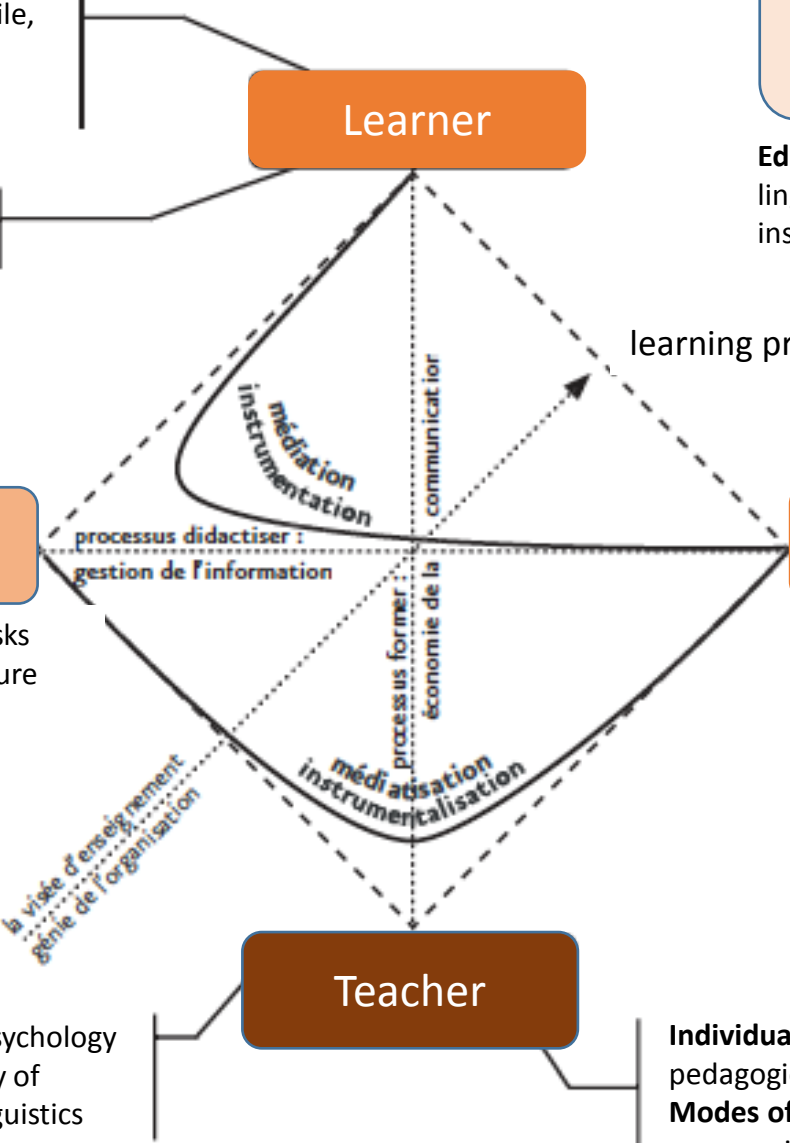 ile,
Learner
Ed
lin
ins
learning pr
communication
médiation
instrumentation
processus didactiser :
gestion de l'information
processus former :
économie de la
sks
ure
médiatisation
instrumentalisation
la visée d'enseignement
génie de l'organisation
Teacher
sychology
y of
guistics
Individua
pedagogi
Modes of